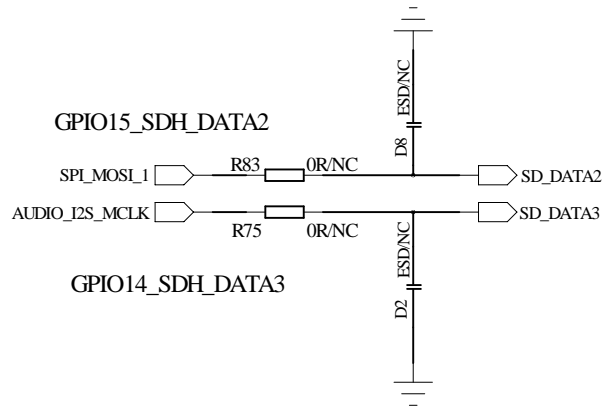 ESD/NC
D8
GPIO15_SDH_DATA2
SPI_MOSI_1
R83
0R/NC
SD_DATA2
AUDIO_I2S_MCLK
R75
0R/NC
SD_DATA3
ESD/NC
D2
GPIO14_SDH_DATA3